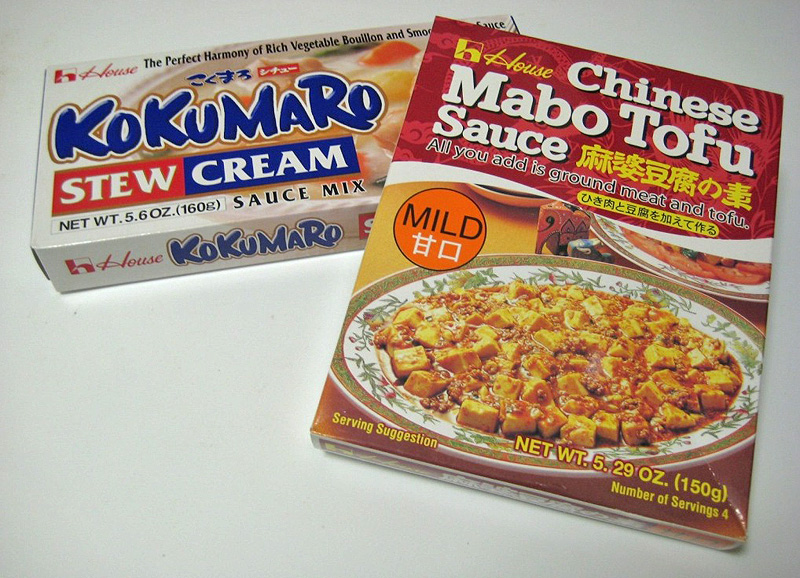 House The Perfect Harmony of Rich Vegetable Bouillon and Smooth Sauce
こくまろ シチュー
KOKUMARO
STEW CREAM
NET WT. 5.6 OZ. (160g) SAUCE MIX
House KOKUMARO
House
Chinese
Mabo Tofu
Sauce 麻婆豆腐の素
All you add is ground meat and tofu.
ひき肉と豆腐を加えて作る
MILD
甘口
Serving Suggestion
NET WT. 5. 29 OZ. (150g)
Number of Servings 4